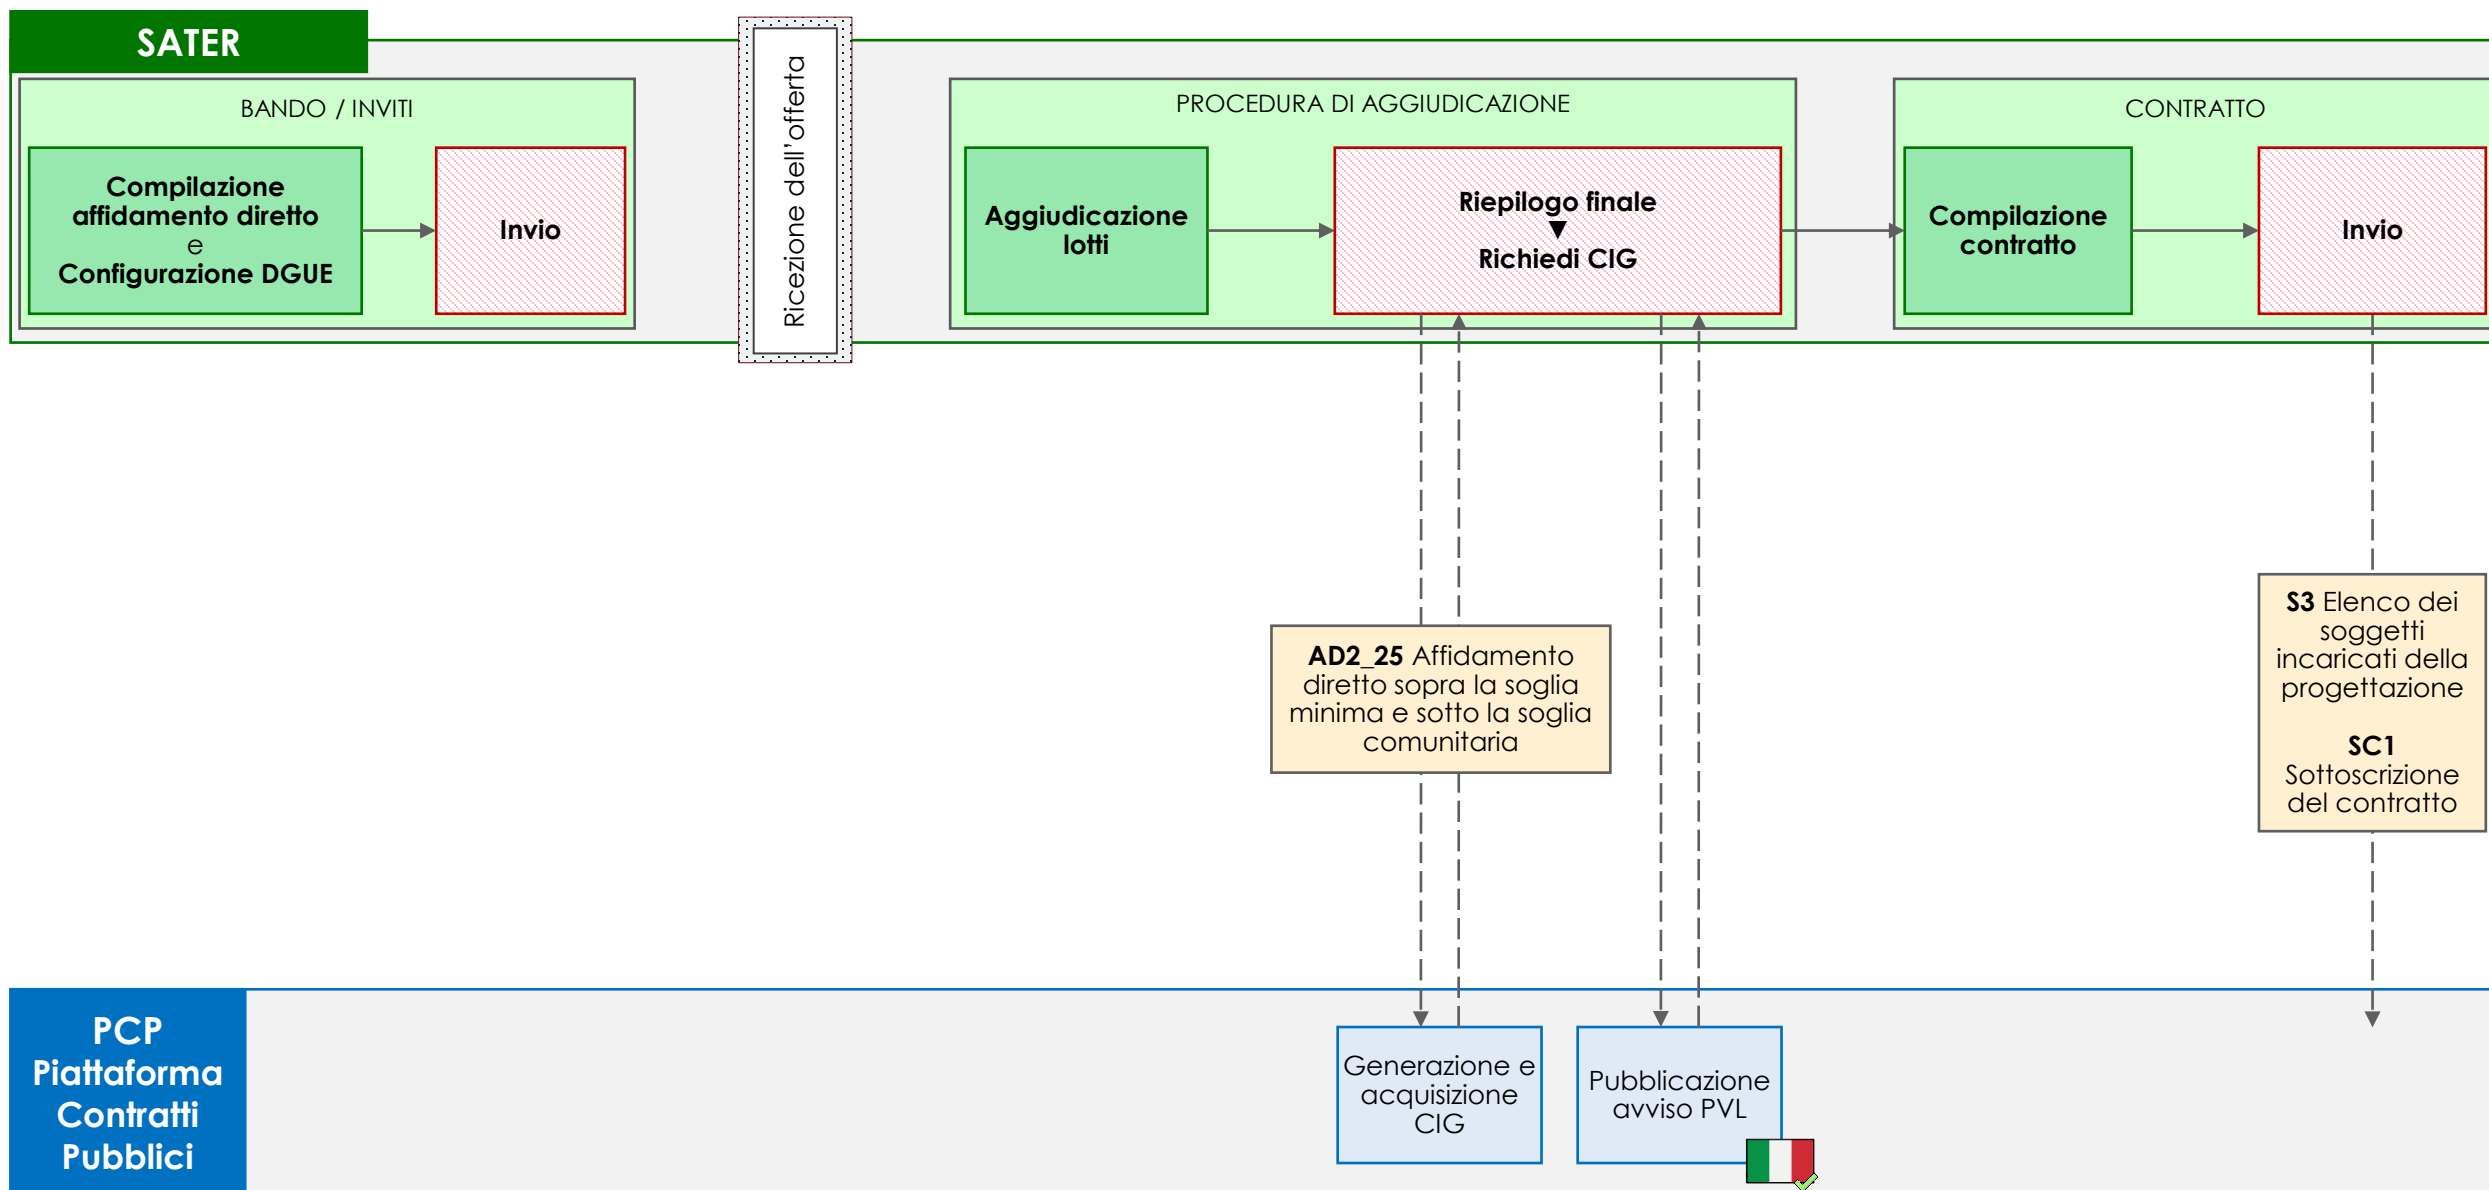 SATER
BANDO / INVITI
Compilazione
affidamento diretto
e
Configurazione DGUE
Invio
Ricezione dell'offerta
PROCEDURA DI AGGIUDICAZIONE
Aggiudicazione
lotti
Riepilogo finale
▼
Richiedi CIG
CONTRATTO
Compilazione
contratto
Invio
AD2_25 Affidamento
diretto sopra la soglia
minima e sotto la soglia
comunitaria
S3 Elenco dei
soggetti
incaricati della
progettazione
SC1
Sottoscrizione
del contratto
PCP
Piattaforma
Contratti
Pubblici
Generazione e
acquisizione
CIG
Pubblicazione
avviso PVL